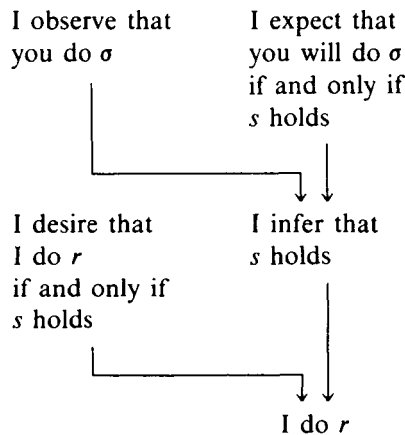 I observe that
you do σ
I expect that
you will do σ
if and only if
s holds
I desire that
I do r
if and only if
s holds
I infer that
s holds
I do r